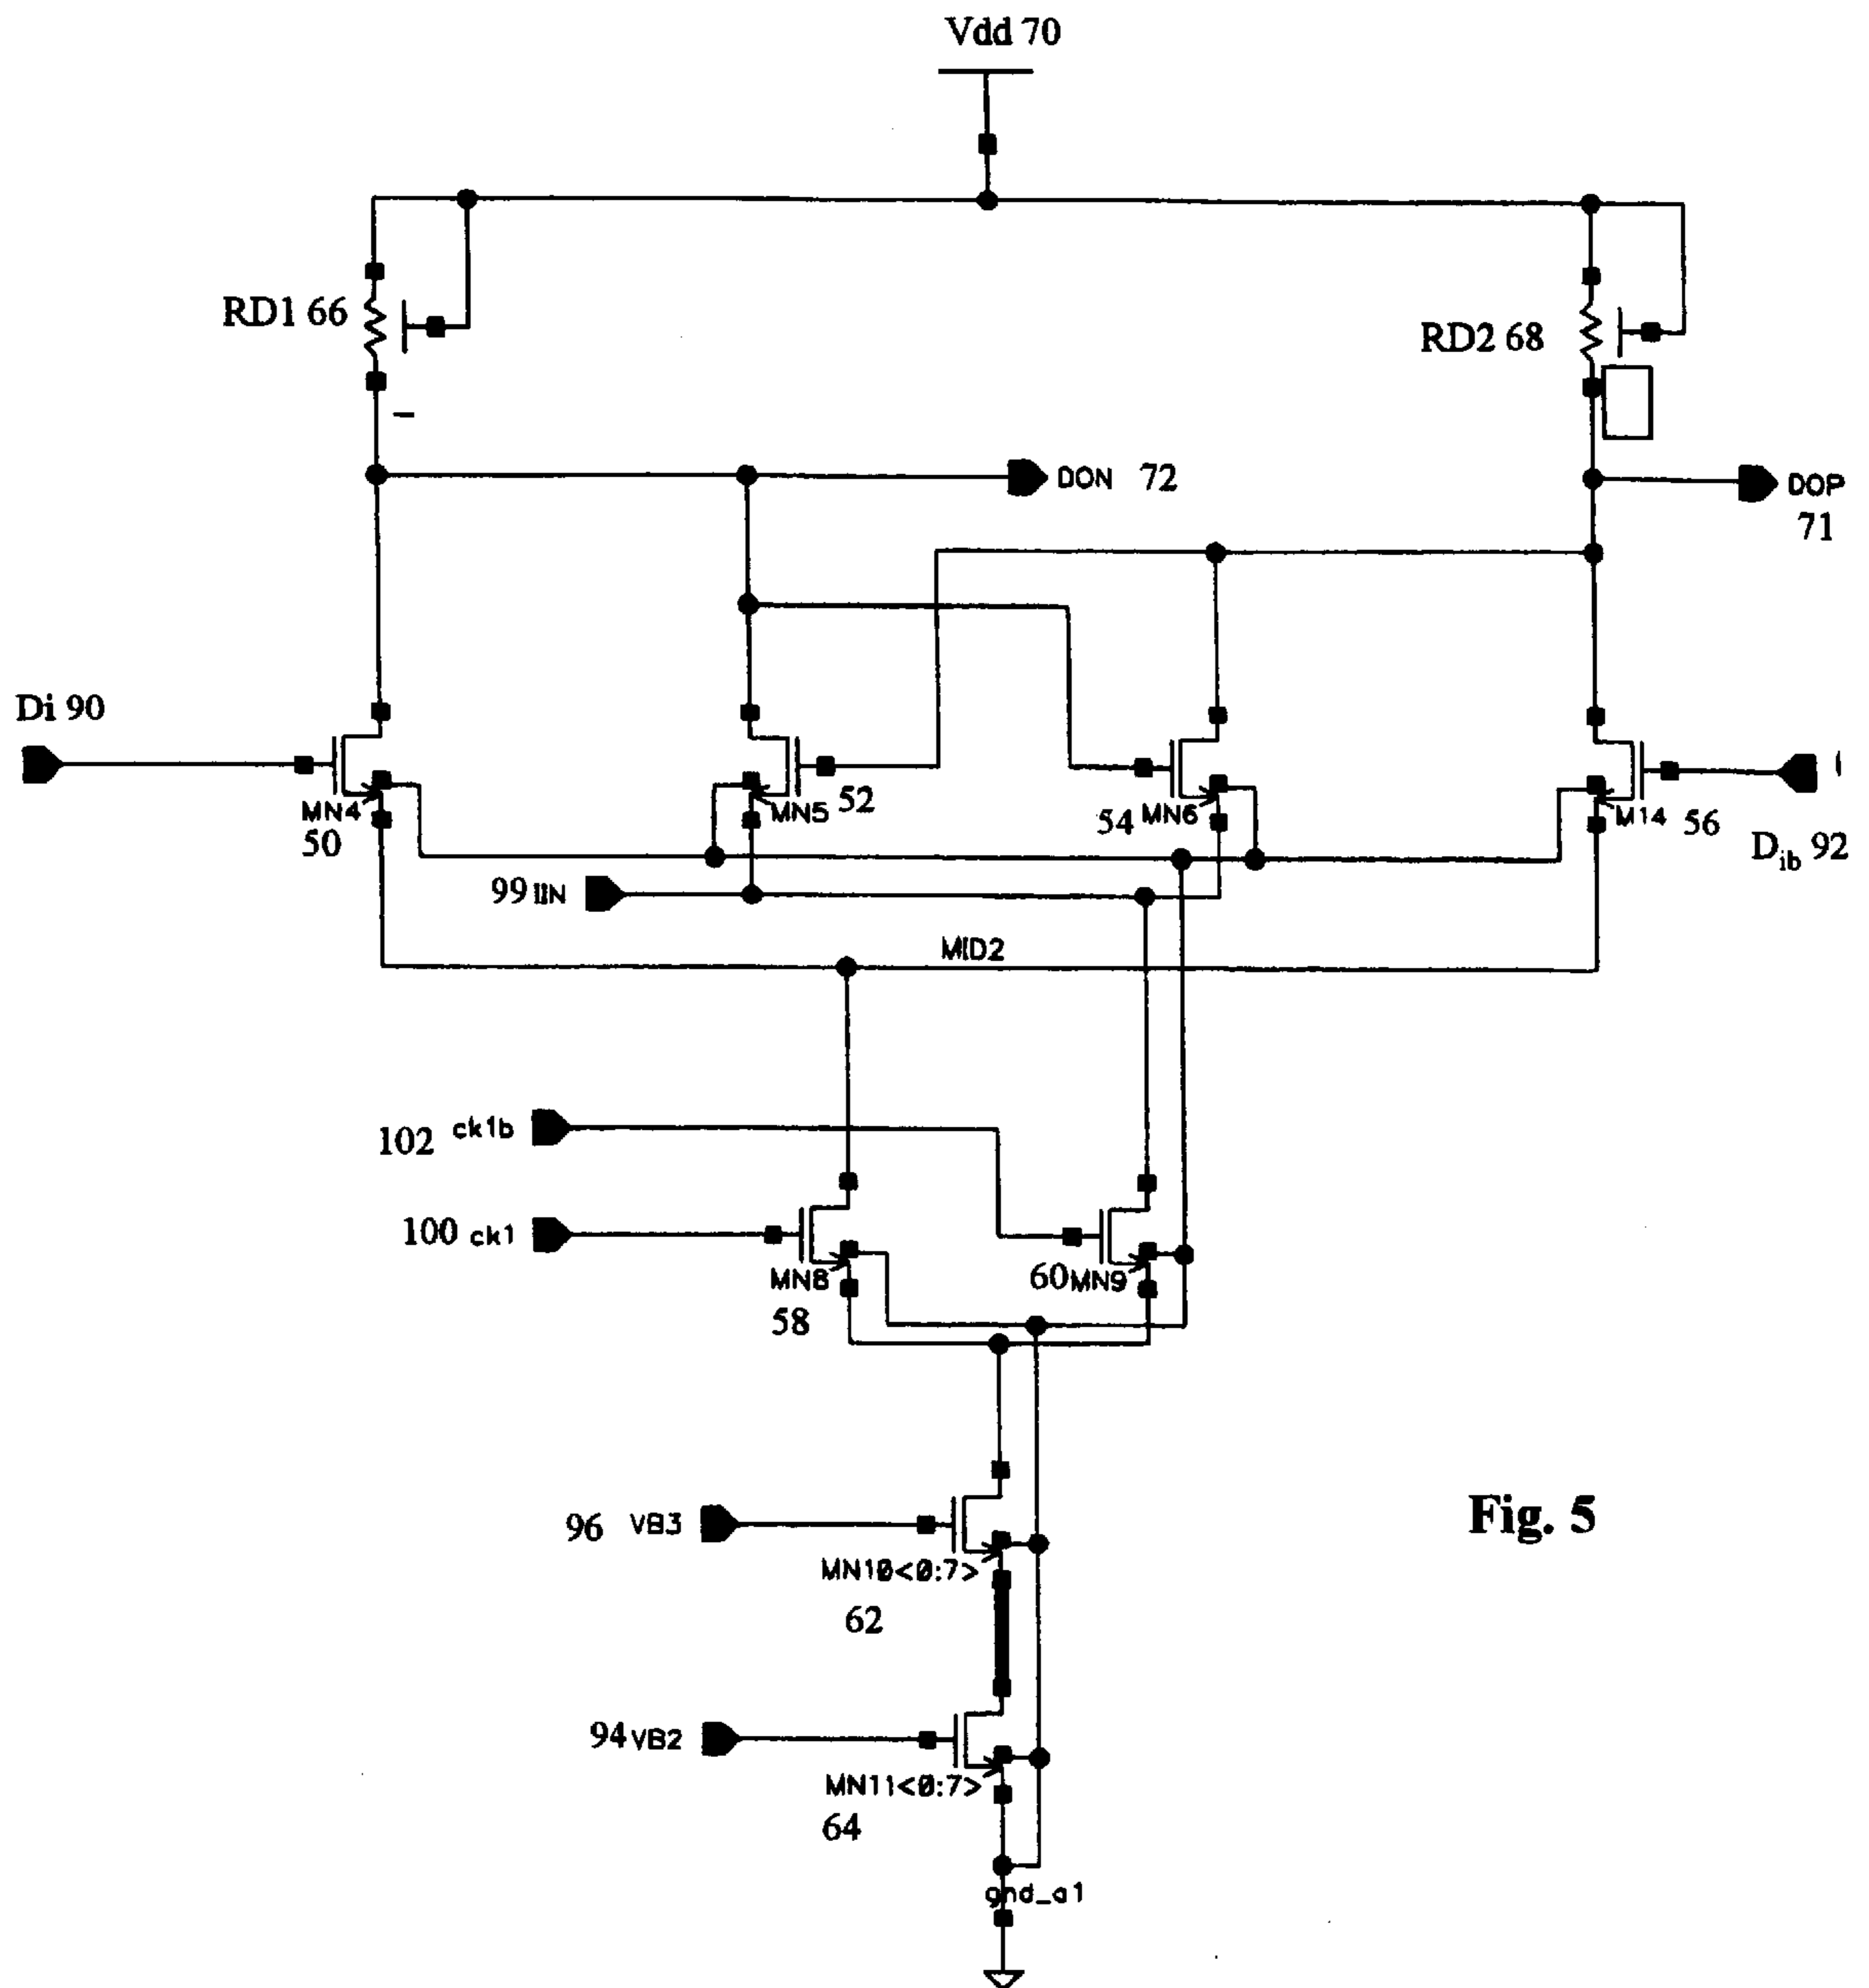 Vdd 70
RD1 66
RD2 68
DON 72
DOP
71
Di 90
MN4
50
MN5
52
54 MN6
M14 56
Dib 92
99 IIN
MID2
102 ck1b
100 ck1
MN8
58
60 MN9
96 VB3
MN10<0:7>
62
94 VB2
MN11<0:7>
64
gnd_a1
Fig. 5